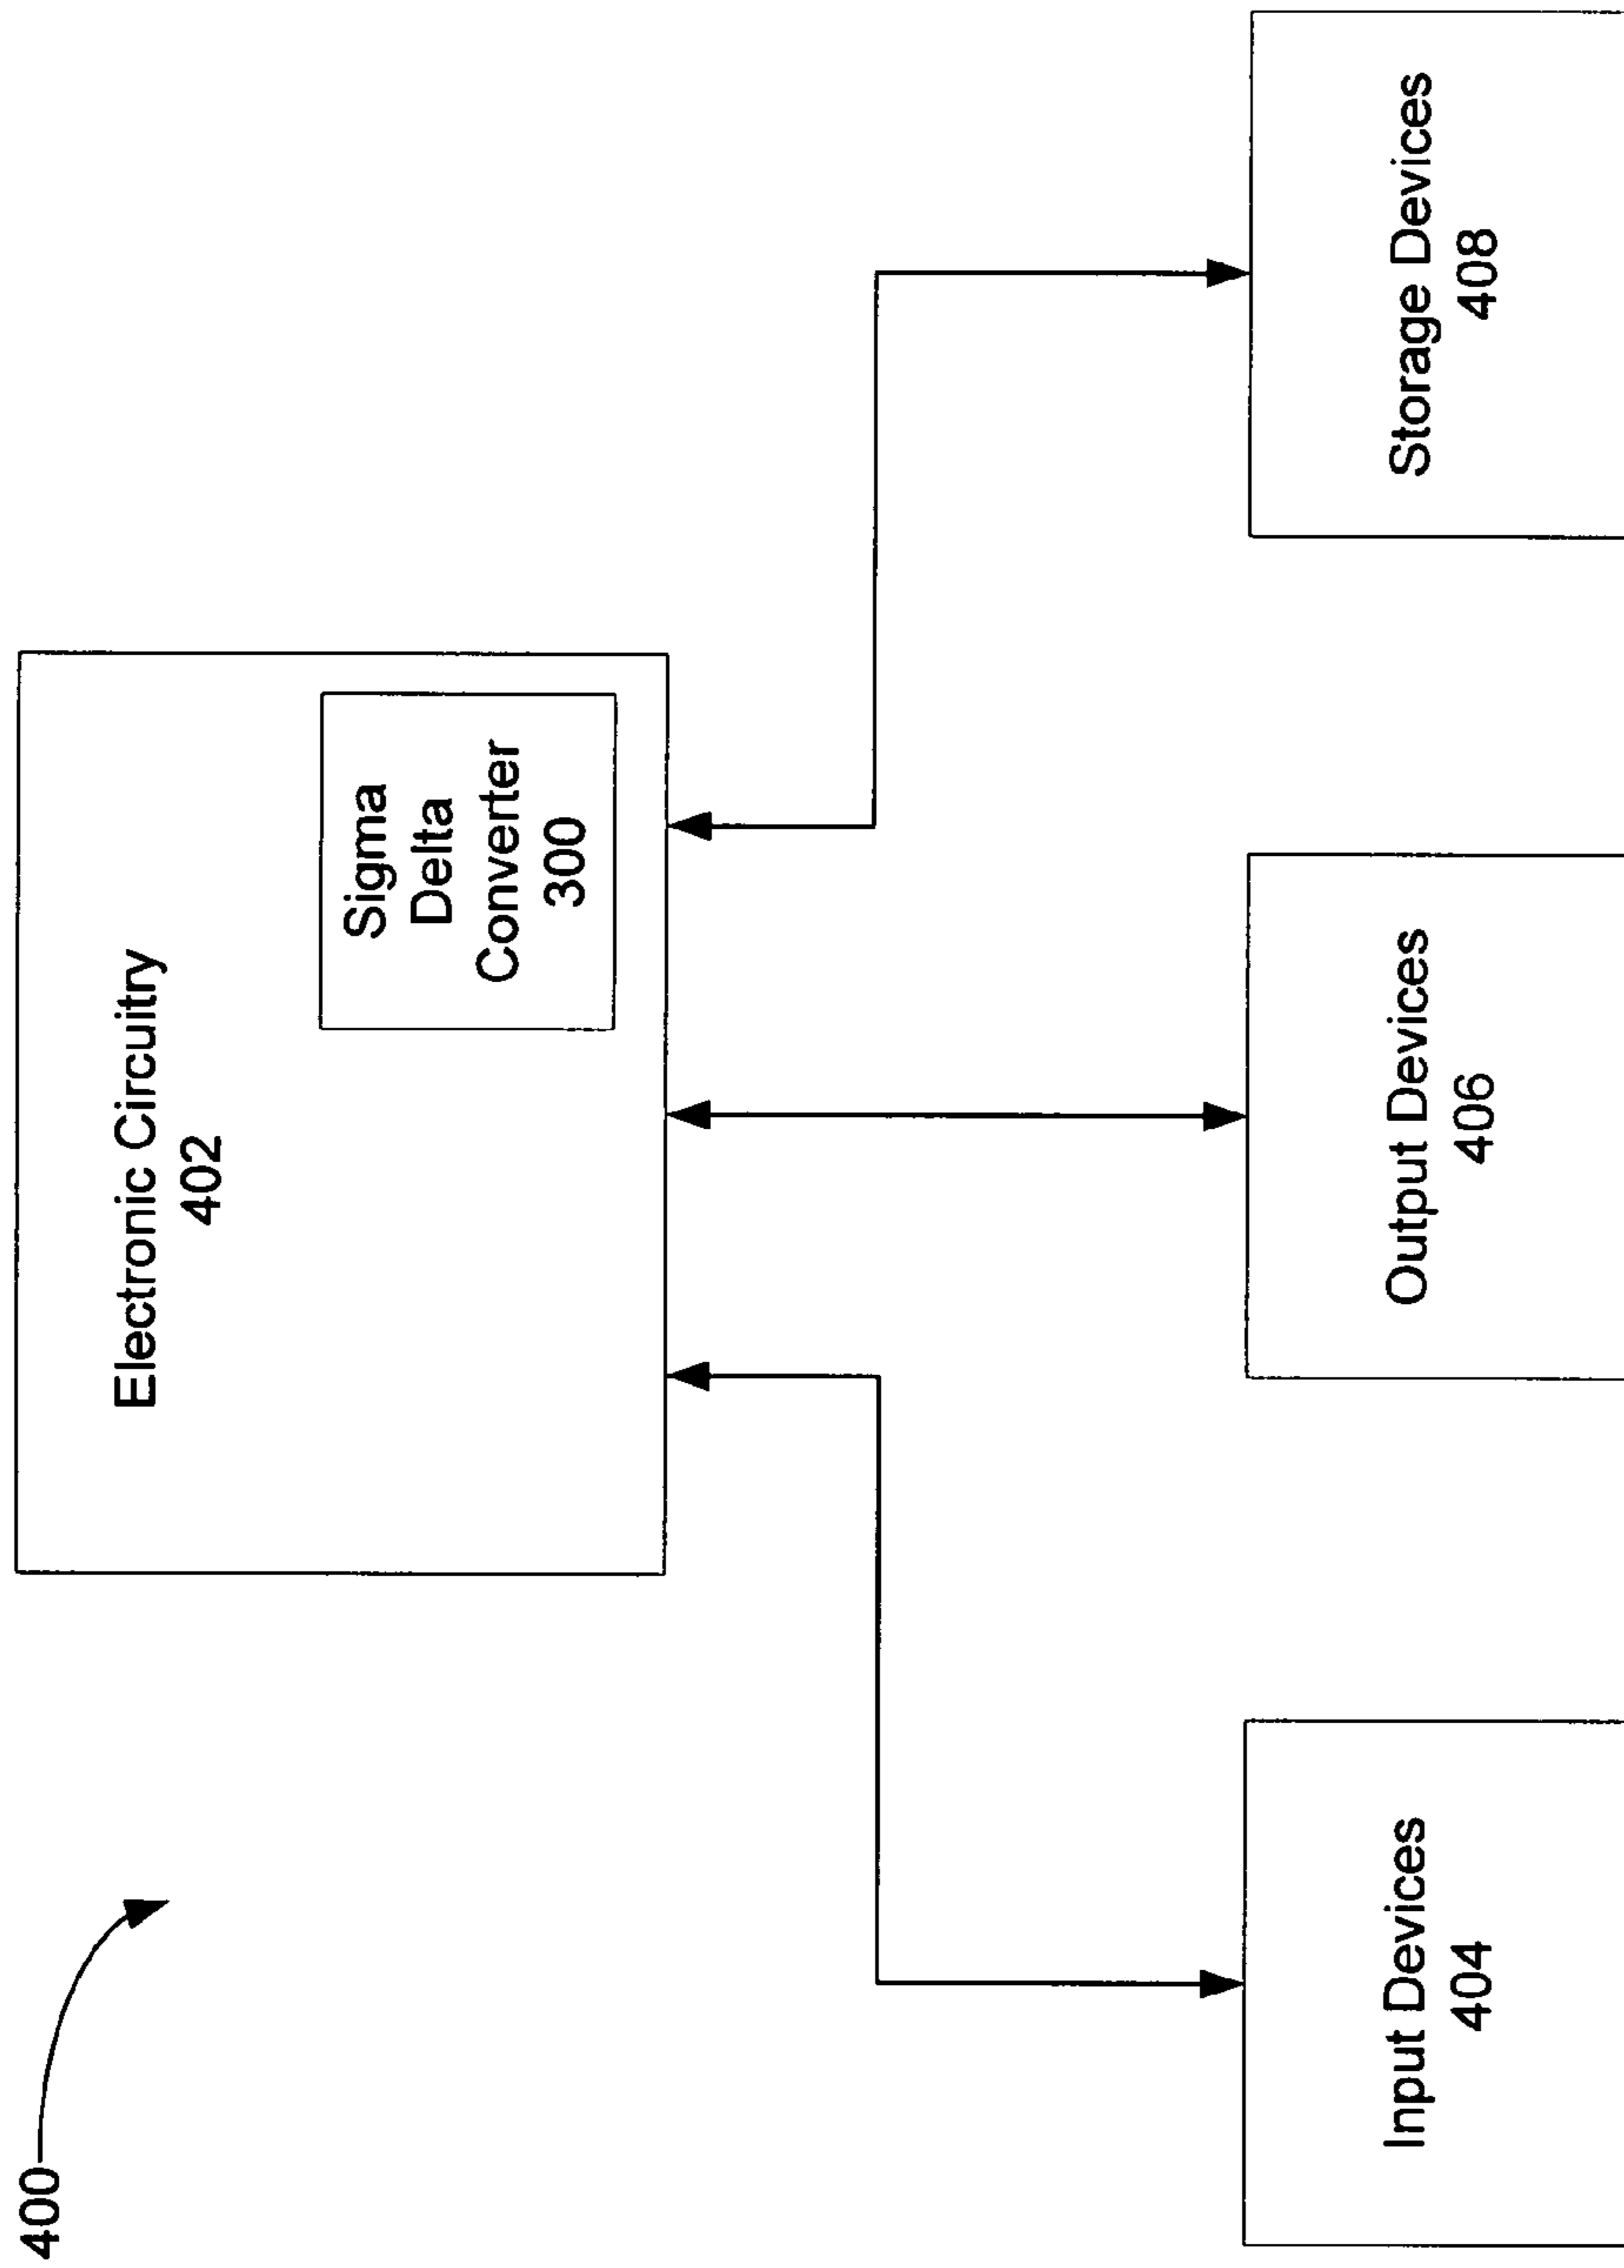 400
Electronic Circuitry
402
Sigma
Delta
Converter
300
Input Devices
404
Output Devices
406
Storage Devices
408